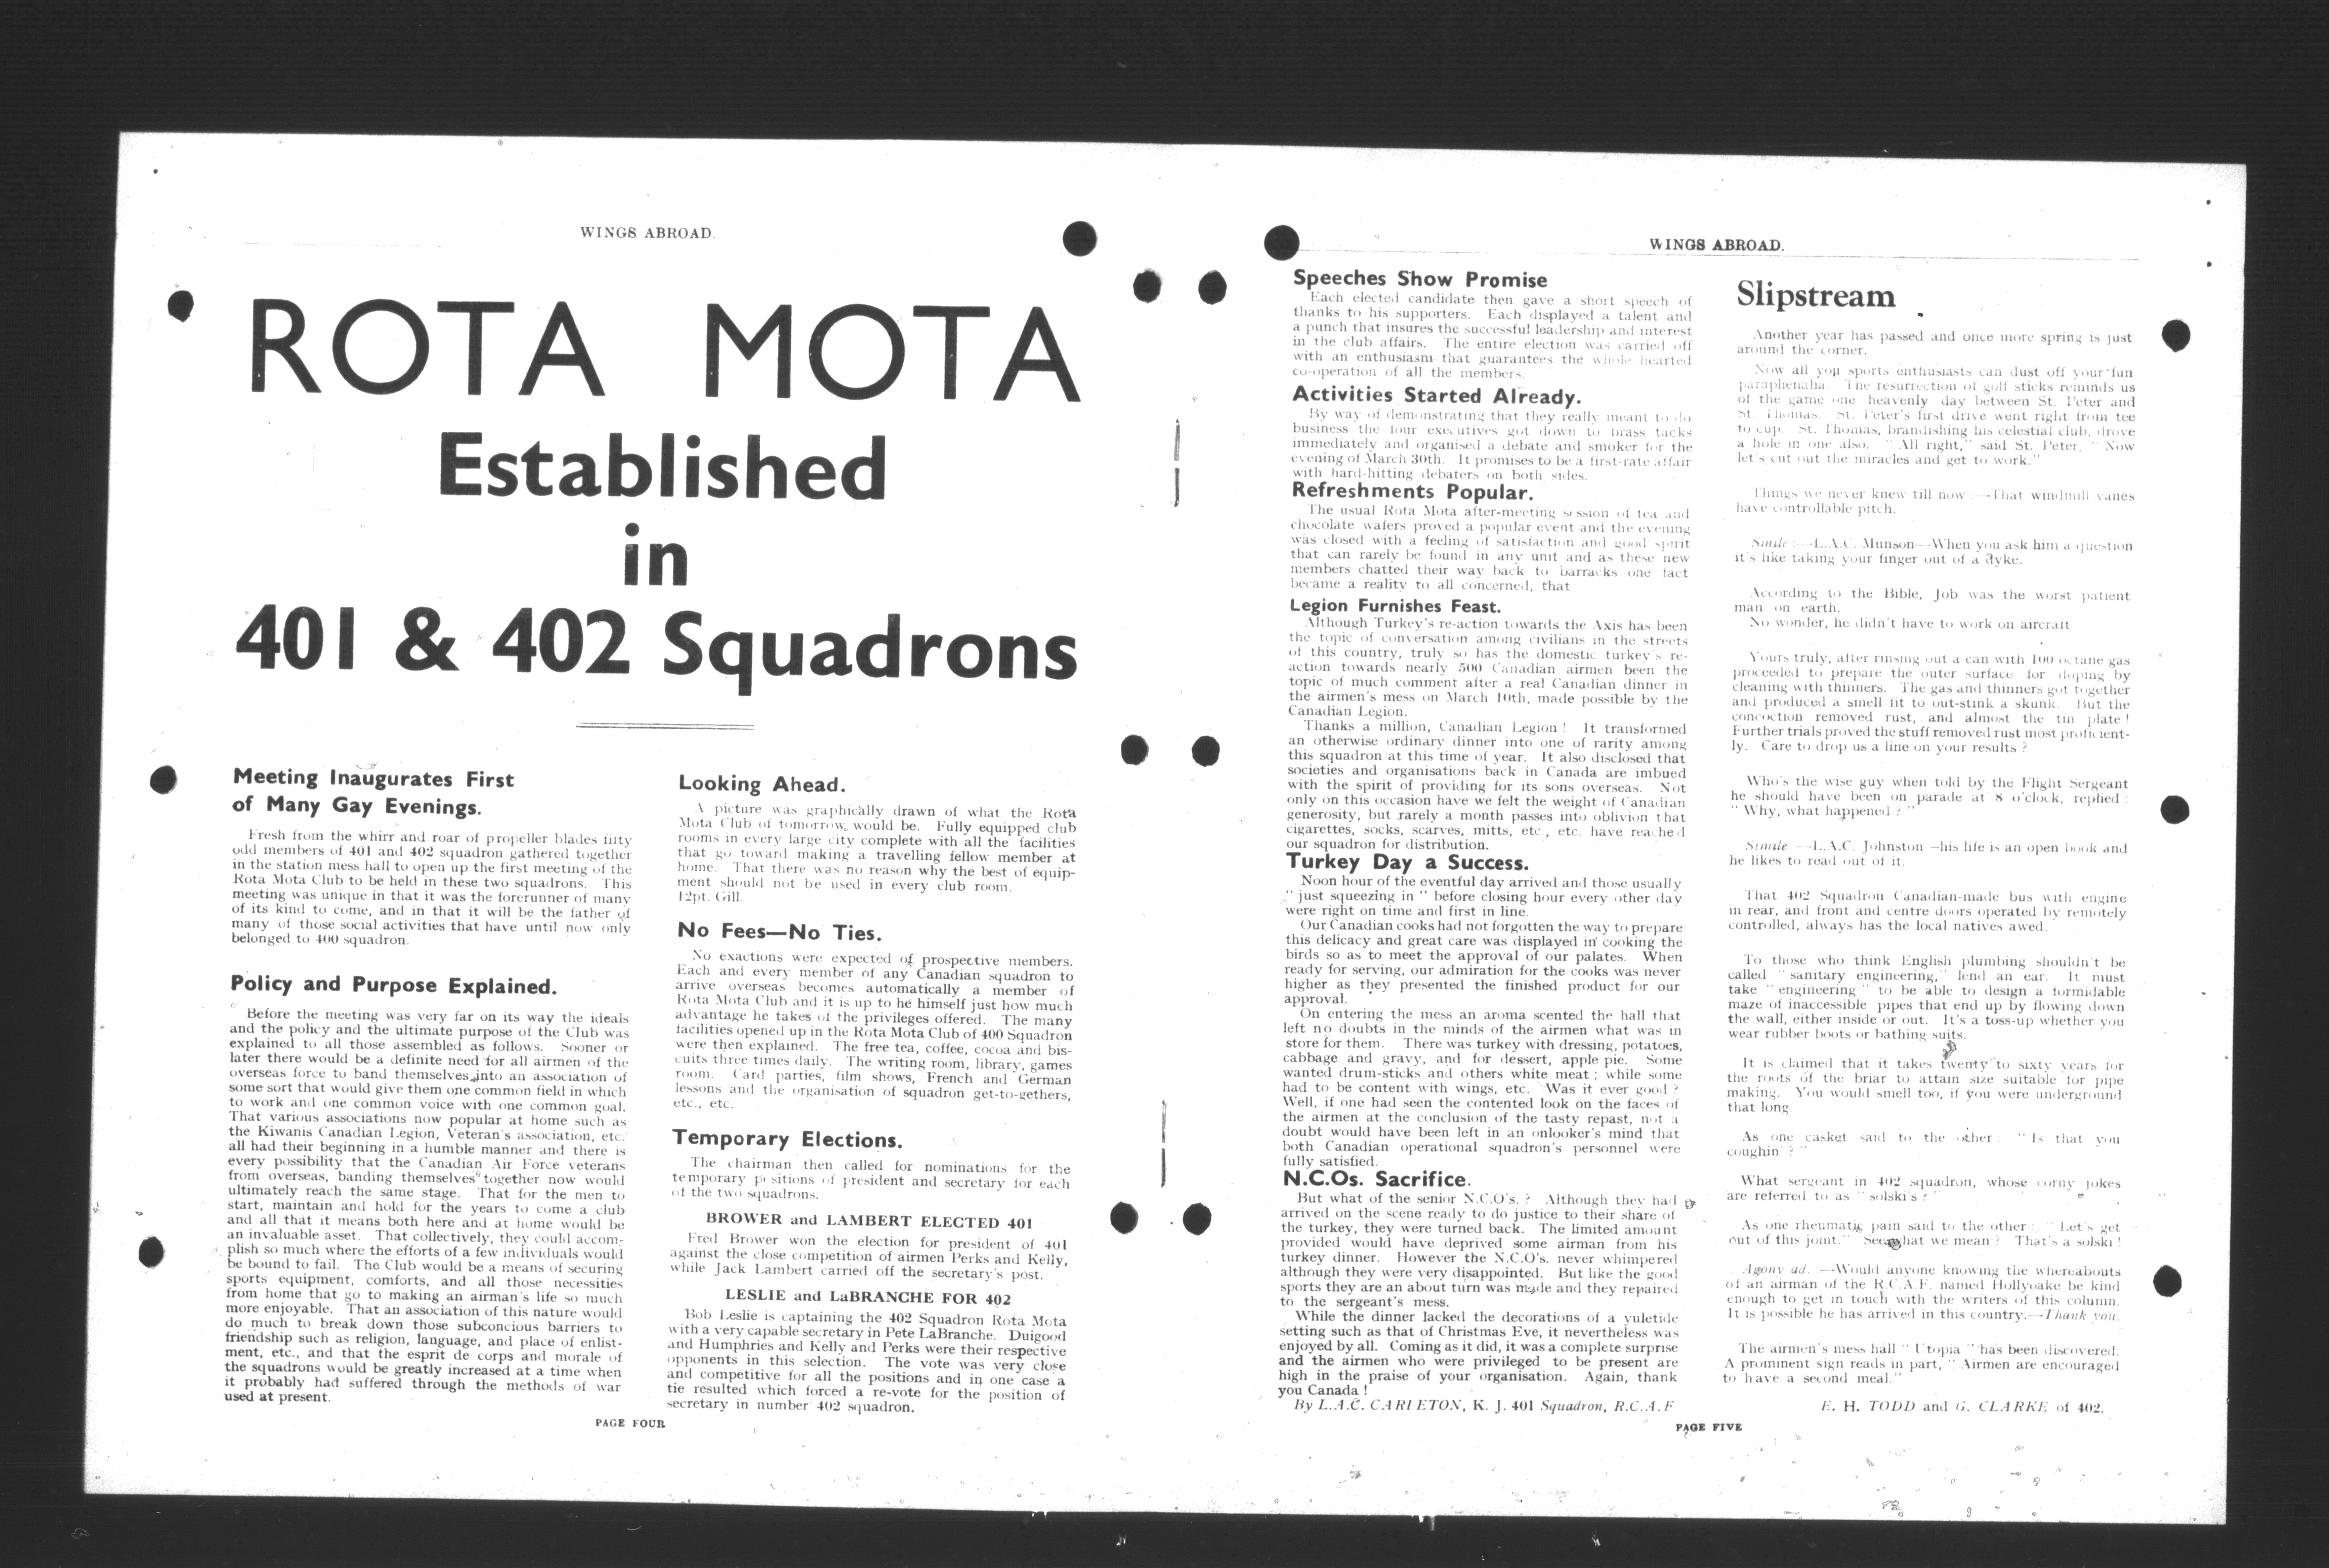 WINGS ABROAD.
ROTA MOTA
Established
in
401 & 402 Squadrons
Meeting Inaugurates First
of Many Gay Evenings.
Fresh from the whirr and roar of propeller blades fifty
odd members of 401 and 402 squadron gathered together
in the station mess hall to open up the first meeting of the
Rota Mota Club to be held in these two squadrons. This
meeting was unique in that it was the forerunner of many
of its kind to come, and in that it will be the father of
many of those social activities that have until now only
belonged to 400 squadron.
Policy and Purpose Explained.
Before the meeting was very far on its way the ideals
and the policy and the ultimate purpose of the Club was
explained to all those assembled as follows. Sooner or
later there would be a definite need for all airmen of the
overseas force to band themselves into an association of
some sort that would give them one common field in which
to work and one common voice with one common goal.
That various associations now popular at home such as
the Kiwanis Canadian Legion, Veteran's association, etc.
all had their beginning in a humble manner and there is
every possibility that the Canadian Air Force veterans
from overseas, banding themselves together now would
ultimately reach the same stage. That for the men to
start, maintain and hold for the years to come a club
and all that it means both here and at home would be
an invaluable asset. That collectively, they could accom-
plish so much where the efforts of a few individuals would
be bound to fail. The Club would be a means of securing
sports equipment, comforts, and all those necessities
from home that go to making an airman's life so much
more enjoyable. That an association of this nature would
do much to break down those subconcious barriers to
friendship such as religion, language, and place of enlist-
ment, etc., and that the esprit de corps and morale of
the squadrons would be greatly increased at a time when
it probably had suffered through the methods of war
used at present.
Looking Ahead.
A picture was graphically drawn of what the Rota
Mota Club of tomorrow would be. Fully equipped club
rooms in every large city complete with all the facilities
that go toward making a travelling fellow member at
home. That there was no reason why the best of equip-
ment should not be used in every club room.
12pt. Gill.
No Fees—No Ties.
No exactions were expected of prospective members.
Each and every member of any Canadian squadron to
arrive overseas becomes automatically a member of
Rota Mota Club and it is up to he himself just how much
advantage he takes of the privileges offered. The many
facilities opened up in the Rota Mota Club of 400 Squadron
were then explained. The free tea, coffee, cocoa and bis-
cuits three times daily. The writing room, library, games
room. Card parties, film shows, French and German
lessons and the organisation of squadron get-to-gethers,
etc., etc.
Temporary Elections.
The chairman then called for nominations for the
temporary positions of president and secretary for each
of the two squadrons.
BROWER and LAMBERT ELECTED 401
Fred Brower won the election for president of 401
against the close competition of airmen Perks and Kelly,
while Jack Lambert carried off the secretary's post.
LESLIE and LaBRANCHE FOR 402
Bob Leslie is captaining the 402 Squadron Rota Mota
with a very capable secretary in Pete LaBranche. Duigood
and Humphries and Kelly and Perks were their respective
opponents in this selection. The vote was very close
and competitive for all the positions and in one case a
tie resulted which forced a re-vote for the position of
secretary in number 402 squadron.
PAGE FOUR
WINGS ABROAD.
Speeches Show Promise
Each elected candidate then gave a short speech of
thanks to his supporters. Each displayed a talent and
a punch that insures the successful leadership and interest
in the club affairs. The entire election was carried off
with an enthusiasm that guarantees the whole hearted
co-operation of all the members.
Activities Started Already.
By way of demonstrating that they really meant to do
business the four executives got down to brass tacks
immediately and organised a debate and smoker for the
evening of March 30th. It promises to be a first-rate affair
with hard-hitting debaters on both sides.
Refreshments Popular.
The usual Rota Mota after-meeting session of tea and
chocolate wafers proved a popular event and the evening
was closed with a feeling of satisfaction and good spirit
that can rarely be found in any unit and as these new
members chatted their way back to barracks one fact
became a reality to all concerned, that
Legion Furnishes Feast.
Although Turkey's re-action towards the Axis has been
the topic of conversation among civilians in the streets
of this country, truly so has the domestic turkey's re-
action towards nearly 500 Canadian airmen been the
topic of much comment after a real Canadian dinner in
the airmen's mess on March 10th, made possible by the
Canadian Legion.
Thanks a million, Canadian Legion! It transformed
an otherwise ordinary dinner into one of rarity among
this squadron at this time of year. It also disclosed that
societies and organisations back in Canada are imbued
with the spirit of providing for its sons overseas. Not
only on this occasion have we felt the weight of Canadian
generosity, but rarely a month passes into oblivion that
cigarettes, socks, scarves, mitts, etc., etc. have reached
our squadron for distribution.
Turkey Day a Success.
Noon hour of the eventful day arrived and those usually
" just squeezing in " before closing hour every other day
were right on time and first in line.
Our Canadian cooks had not forgotten the way to prepare
this delicacy and great care was displayed in cooking the
birds so as to meet the approval of our palates. When
ready for serving, our admiration for the cooks was never
higher as they presented the finished product for our
approval.
On entering the mess an aroma scented the hall that
left no doubts in the minds of the airmen what was in
store for them. There was turkey with dressing, potatoes,
cabbage and gravy, and for dessert, apple pie. Some
wanted drum-sticks and others white meat; while some
had to be content with wings, etc. Was it ever good?
Well, if one had seen the contented look on the faces of
the airmen at the conclusion of the tasty repast, not a
doubt would have been left in an onlooker's mind that
both Canadian operational squadron's personnel were
fully satisfied.
N.C.Os. Sacrifice.
But what of the senior N.C.O's.? Although they had
arrived on the scene ready to do justice to their share of
the turkey, they were turned back. The limited amount
provided would have deprived some airman from his
turkey dinner. However the N.C.O's. never whimpered
although they were very disappointed. But like the good
sports they are an about turn was made and they repaired
to the sergeant's mess.
While the dinner lacked the decorations of a yuletide
setting such as that of Christmas Eve, it nevertheless was
enjoyed by all. Coming as it did, it was a complete surprise
and the airmen who were privileged to be present are
high in the praise of your organisation. Again, thank
you Canada!
By L.A.C. CARLETON, K. J. 401 Squadron, R.C.A.F
Slipstream
Another year has passed and once more spring is just
around the corner.
Now all you sports enthusiasts can dust off your fun
paraphenalia. The resurrection of golf sticks reminds us
of the game one heavenly day between St. Peter and
St. Thomas. St. Peter's first drive went right from tee
to cup. St. Thomas, brandishing his celestial club, drove
a hole in one also. " All right," said St. Peter, " Now
let's cut out the miracles and get to work."
Things we never knew till now :—That windmill vanes
have controllable pitch.
Simile :—L.A.C. Munson—When you ask him a question
it's like taking your finger out of a dyke.
According to the Bible, Job was the worst patient
man on earth.
No wonder, he didn't have to work on aircraft
Yours truly, after rinsing out a can with 100 octane gas
proceeded to prepare the outer surface for doping by
cleaning with thinners. The gas and thinners got together
and produced a smell fit to out-stink a skunk. But the
concoction removed rust, and almost the tin plate!
Further trials proved the stuff removed rust most proficient-
ly. Care to drop us a line on your results?
Who's the wise guy when told by the Flight Sergeant
he should have been on parade at 8 o'clock, replied:
" Why, what happened? "
Simile —L.A.C. Johnston —his life is an open book and
he likes to read out of it.
That 402 Squadron Canadian-made bus with engine
in rear, and front and centre doors operated by remotely
controlled, always has the local natives awed.
To those who think English plumbing shouldn't be
called " sanitary engineering," lend an ear. It must
take " engineering " to be able to design a formidable
maze of inaccessible pipes that end up by flowing down
the wall, either inside or out. It's a toss-up whether you
wear rubber boots or bathing suits.
It is claimed that it takes twenty to sixty years for
the roots of the briar to attain size suitable for pipe
making. You would smell too, if you were underground
that long.
As one casket said to the other: " Is that you
coughin'? "
What sergeant in 402 squadron, whose corny jokes
are referred to as " solski's? "
As one rheumatic pain said to the other: " Let's get
out of this joint." See what we mean? That's a solski!
Agony ad. —Would anyone knowing the whereabouts
of an airman of the R.C.A.F. named Hollyoake be kind
enough to get in touch with the writers of this column.
It is possible he has arrived in this country.—Thank you.
The airmen's mess hall " Utopia " has been discovered.
A prominent sign reads in part, " Airmen are encouraged
to have a second meal."
E. H. TODD and G. CLARKE of 402.
PAGE FIVE